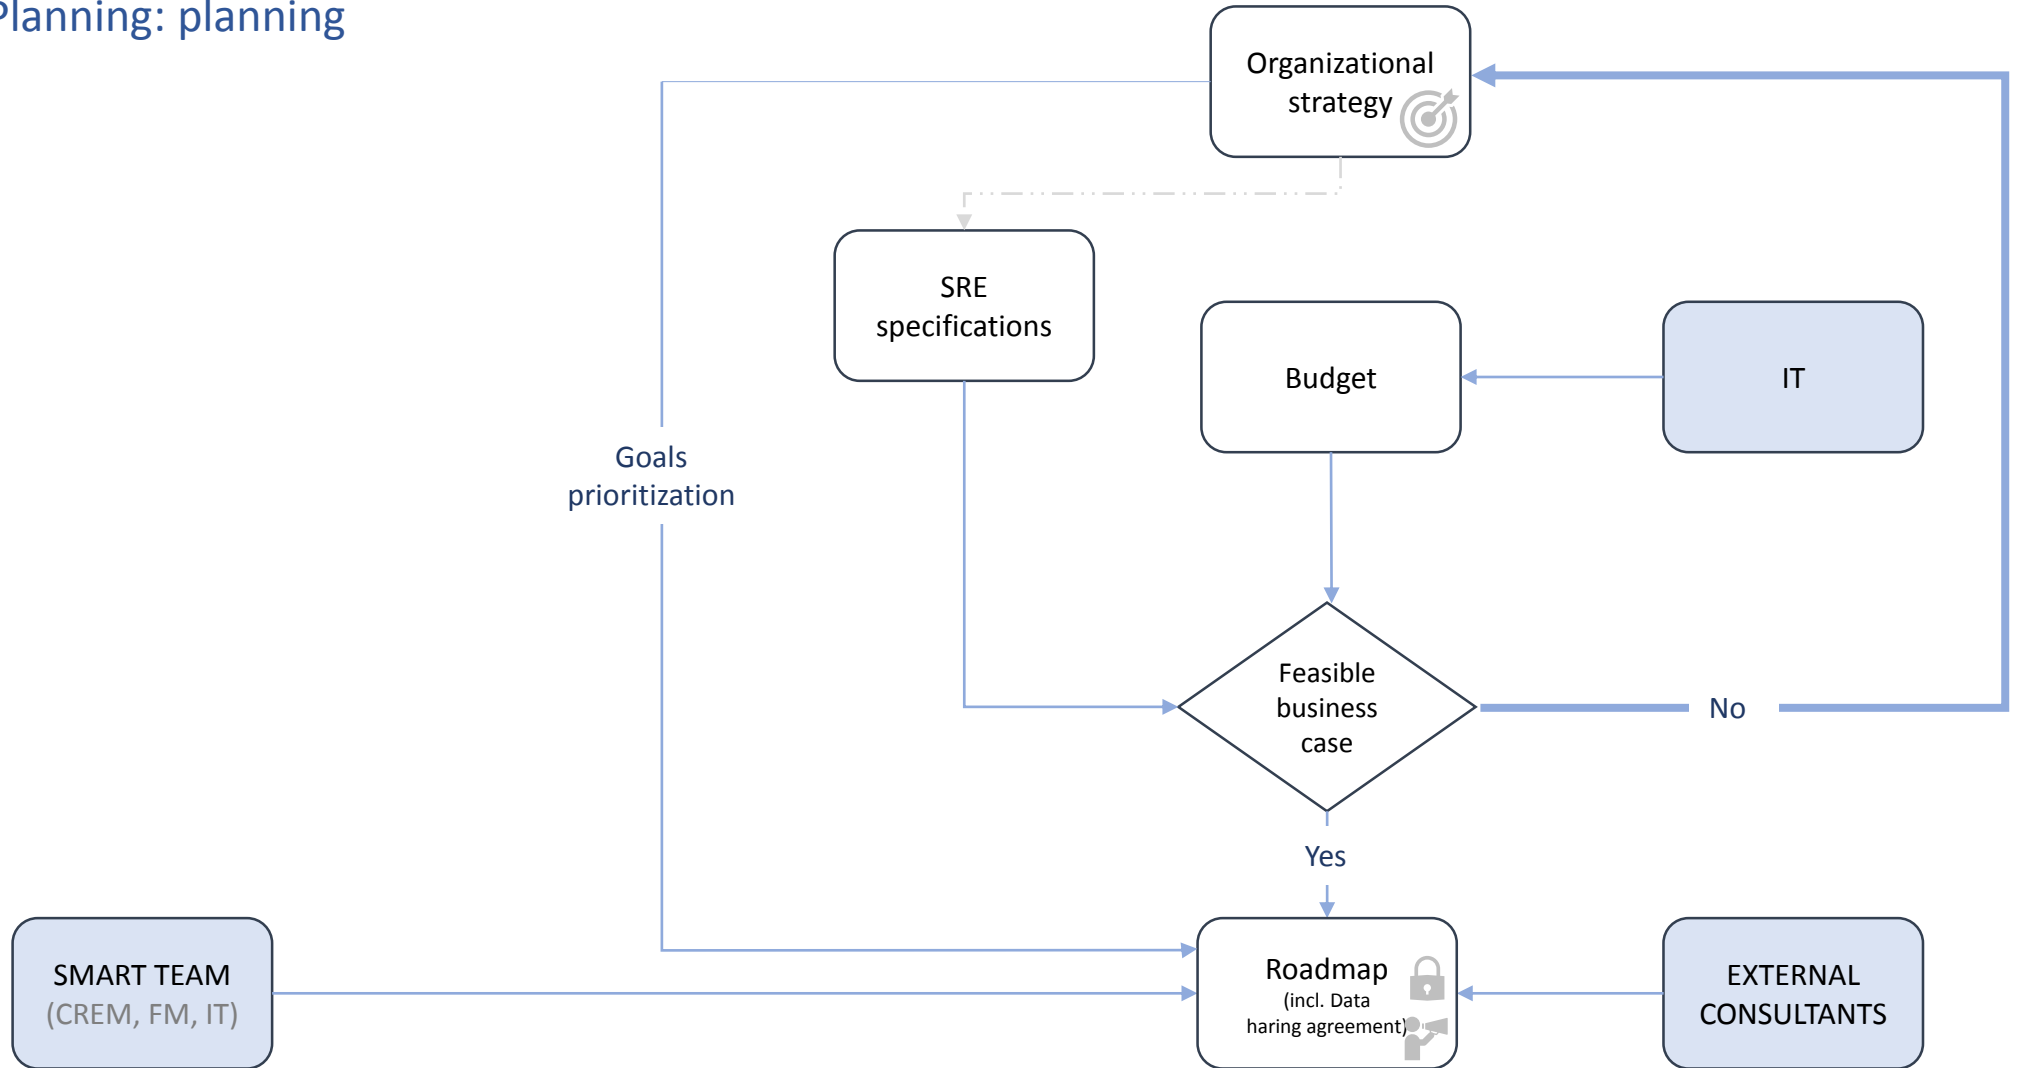 Planning: planning
Organizational
strategy
SRE
specifications
Budget
IT
Goals
prioritization
Feasible
business
case
No
Yes
SMART TEAM
(CREM, FM, IT)
Roadmap
(incl. Data
haring agreement)
EXTERNAL
CONSULTANTS